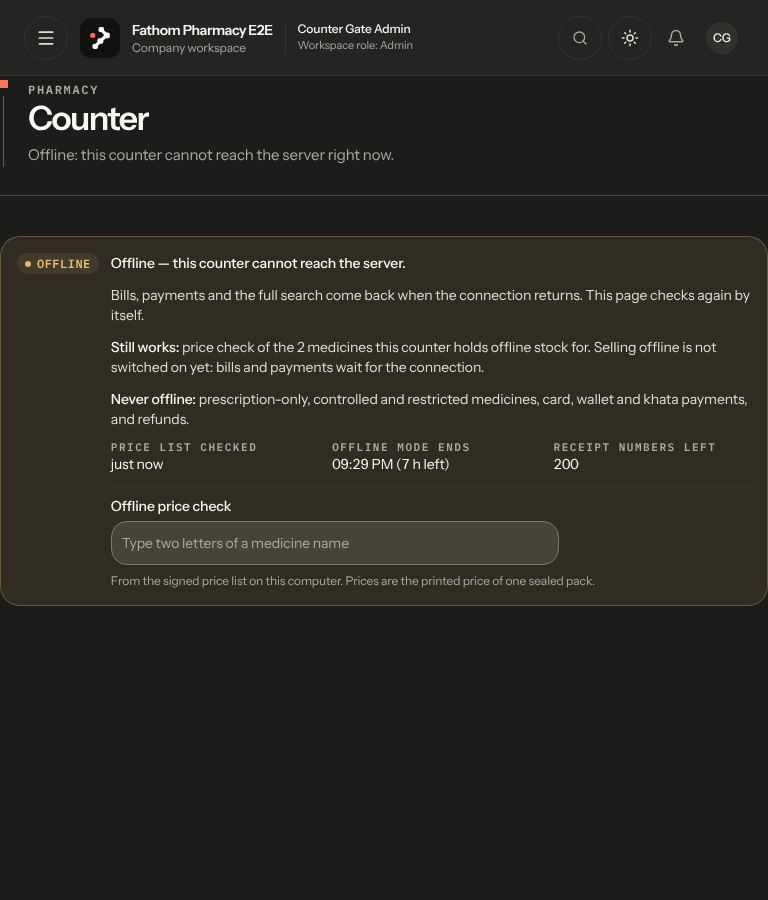 Fathom Pharmacy E2E
Company workspace
Counter Gate Admin
Workspace role: Admin
CG
PHARMACY
Counter
Offline: this counter cannot reach the server right now.
OFFLINE
Offline — this counter cannot reach the server.
Bills, payments and the full search come back when the connection returns. This page checks again by
itself.
Still works: price check of the 2 medicines this counter holds offline stock for. Selling offline is not
switched on yet: bills and payments wait for the connection.
Never offline: prescription-only, controlled and restricted medicines, card, wallet and khata payments,
and refunds.
PRICE LIST CHECKED
just now
OFFLINE MODE ENDS
09:29 PM (7 h left)
RECEIPT NUMBERS LEFT
200
Offline price check
Type two letters of a medicine name
From the signed price list on this computer. Prices are the printed price of one sealed pack.